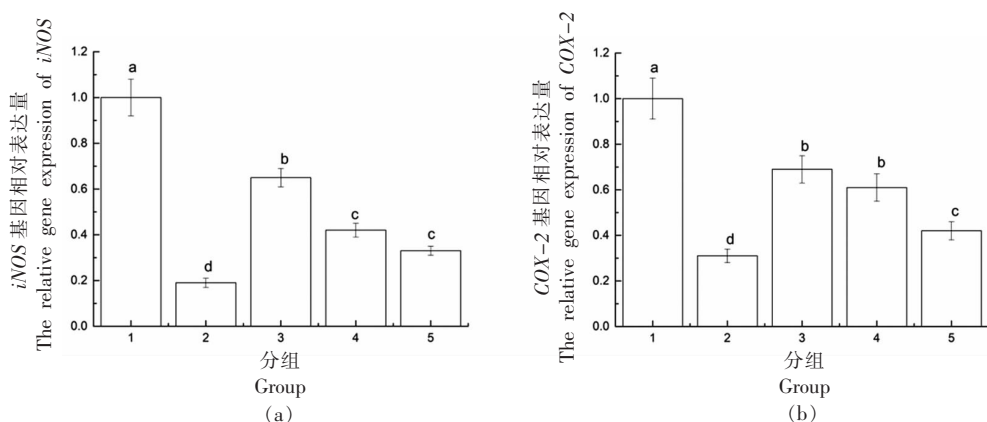 iNOS 基因相对表达量
The relative gene expression of iNOS
1.2
1.0
0.8
0.6
0.4
0.2
0.0
a
d
b
c
c
1 2 3 4 5
分组
Group
(a)
COX-2 基因相对表达量
The relative gene expression of COX-2
1.2
1.0
0.8
0.6
0.4
0.2
0.0
a
d
b
b
c
1 2 3 4 5
分组
Group
(b)